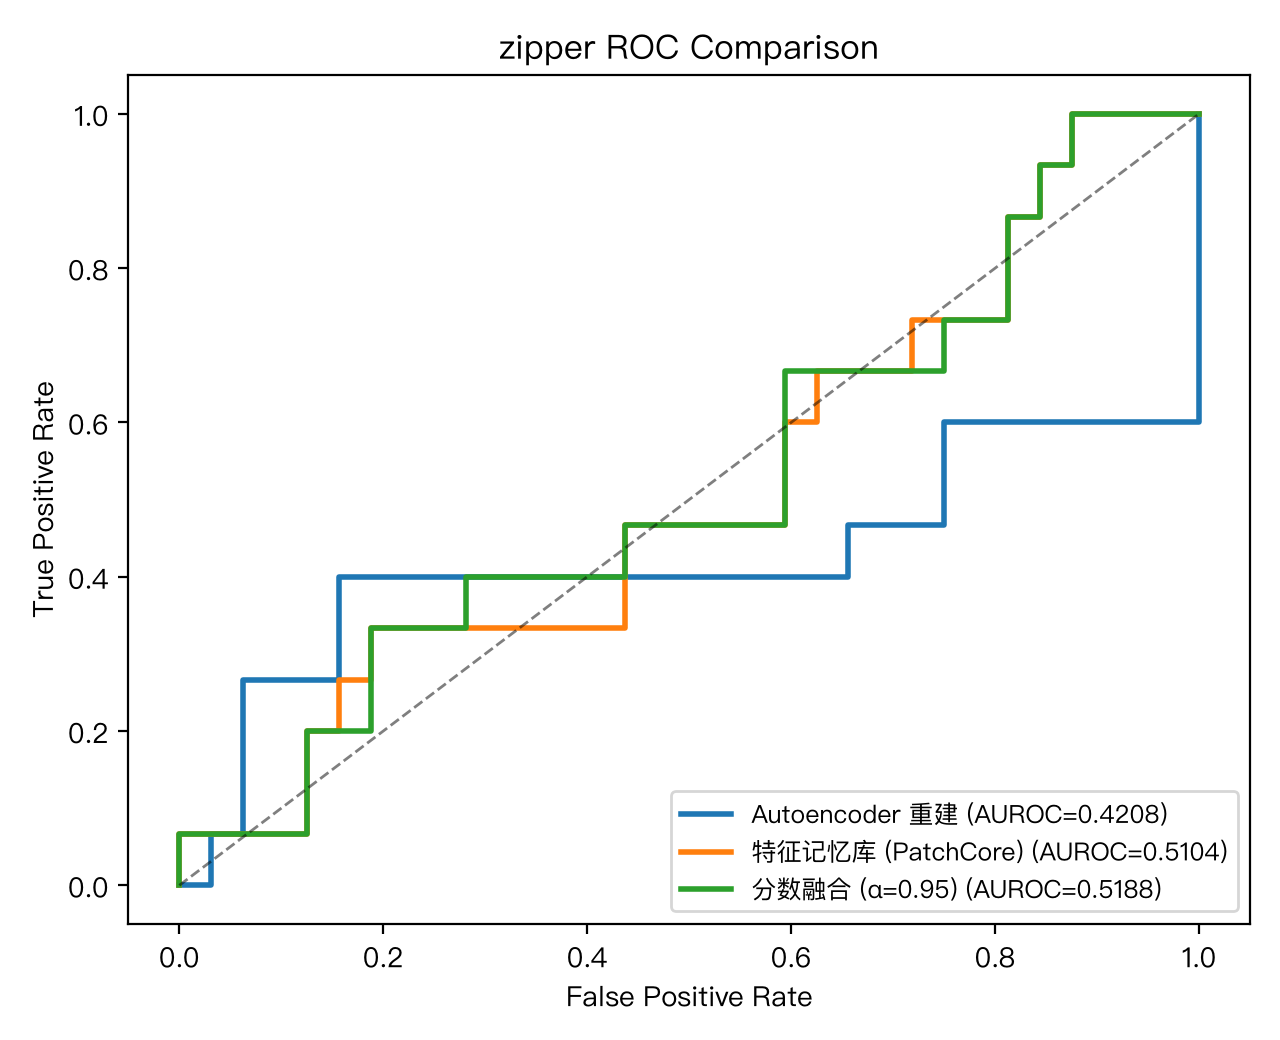 zipper ROC Comparison
True Positive Rate
1.0
0.8
0.6
0.4
0.2
0.0
Autoencoder 重建 (AUROC=0.4208)
特征记忆库 (PatchCore) (AUROC=0.5104)
分数融合 (α=0.95) (AUROC=0.5188)
0.0 0.2 0.4 0.6 0.8 1.0
False Positive Rate